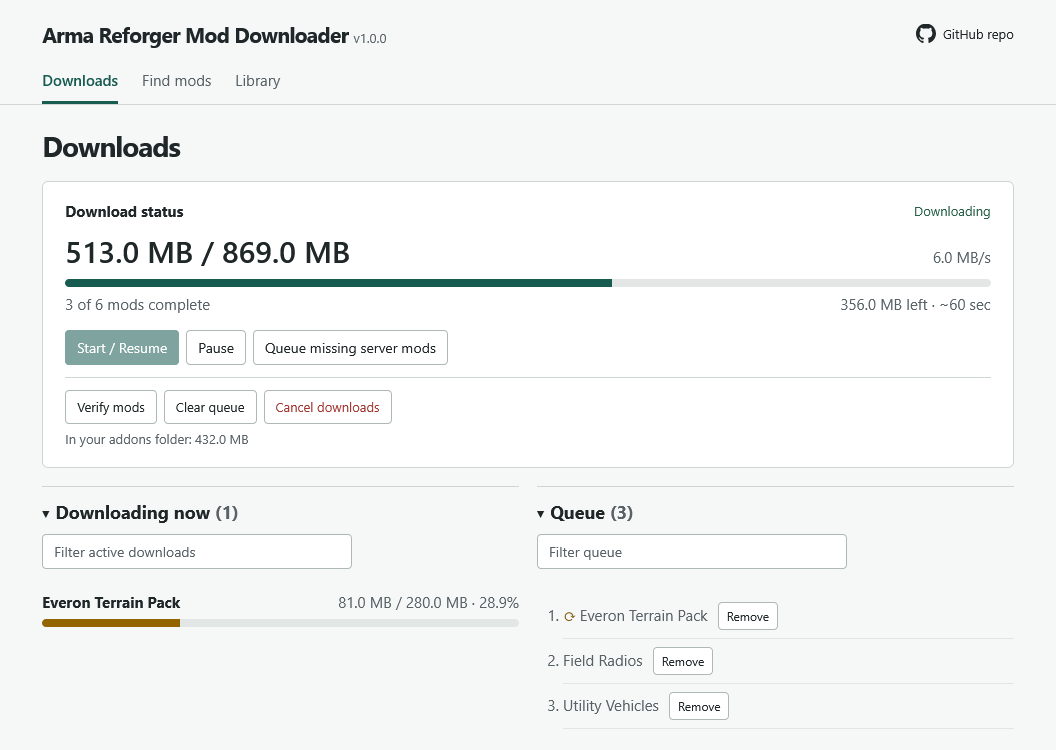 Arma Reforger Mod Downloader v1.0.0
GitHub repo
Downloads Find mods Library
Downloads
Download status
Downloading
513.0 MB / 869.0 MB
6.0 MB/s
3 of 6 mods complete
356.0 MB left · ~60 sec
Start / Resume Pause Queue missing server mods
Verify mods Clear queue Cancel downloads
In your addons folder: 432.0 MB
▾ Downloading now (1)
Filter active downloads
Everon Terrain Pack
81.0 MB / 280.0 MB · 28.9%
▾ Queue (3)
Filter queue
1. ⟳ Everon Terrain Pack Remove
2. Field Radios Remove
3. Utility Vehicles Remove